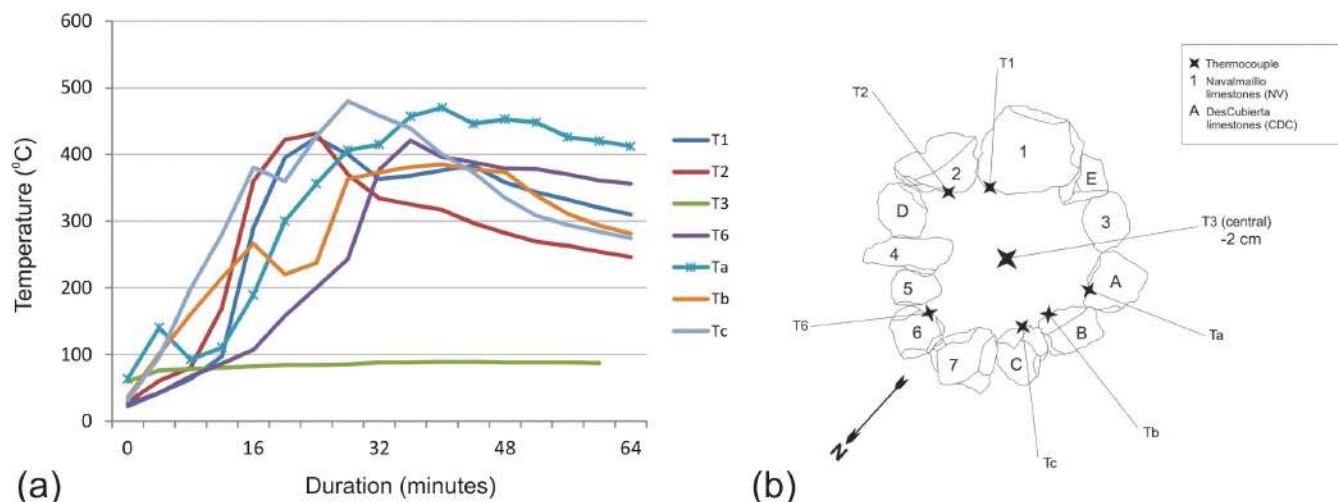 600
500
400
300
200
100
0
Temperature (⁰C)
0 16 32 48 64
Duration (minutes)
T1
T2
T3
T6
Ta
Tb
Tc
(a)
T1
T2
1
2
E
D
3
T3 (central)
-2 cm
4
5
A
T6
6
B
7
C
Ta
N
Tb
Tc
(b)
Thermocouple
1 Navalmaillo
limestones (NV)
A DesCubierta
limestones (CDC)